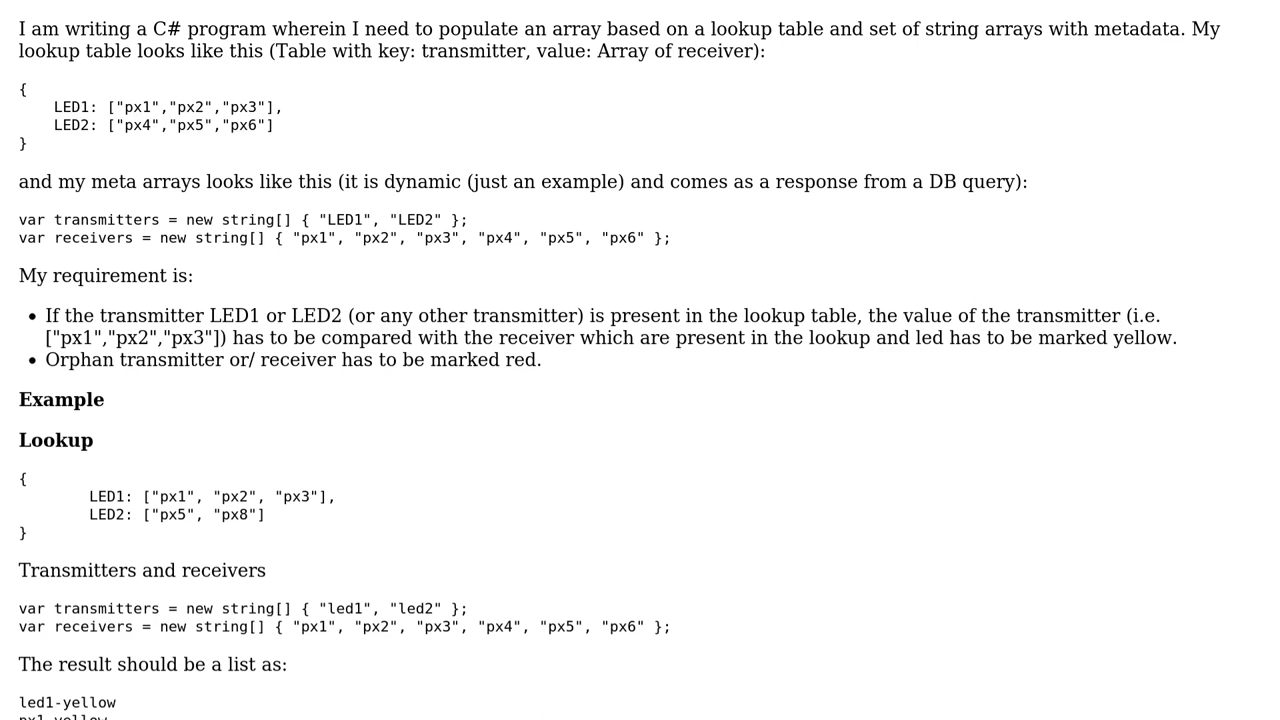 I am writing a C# program wherein I need to populate an array based on a lookup table and set of string arrays with metadata. My
lookup table looks like this (Table with key: transmitter, value: Array of receiver):
{
    LED1: ["px1","px2","px3"],
    LED2: ["px4","px5","px6"]
}
and my meta arrays looks like this (it is dynamic (just an example) and comes as a response from a DB query):
var transmitters = new string[] { "LED1", "LED2" };
var receivers = new string[] { "px1", "px2", "px3", "px4", "px5", "px6" };
My requirement is:
• If the transmitter LED1 or LED2 (or any other transmitter) is present in the lookup table, the value of the transmitter (i.e.
["px1","px2","px3"]) has to be compared with the receiver which are present in the lookup and led has to be marked yellow.
• Orphan transmitter or/ receiver has to be marked red.
Example
Lookup
{
        LED1: ["px1", "px2", "px3"],
        LED2: ["px5", "px8"]
}
Transmitters and receivers
var transmitters = new string[] { "led1", "led2" };
var receivers = new string[] { "px1", "px2", "px3", "px4", "px5", "px6" };
The result should be a list as:
led1-yellow
px1-yellow